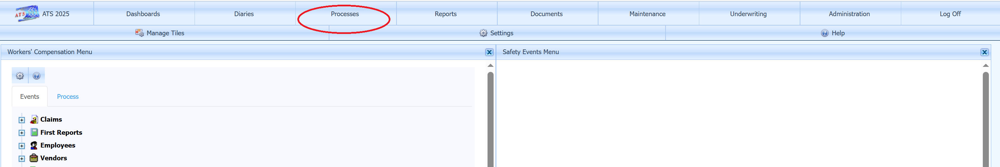 ATS ATS 2025 Dashboards Diaries Processes Reports Documents Maintenance Underwriting Administration Log Off
Manage Tiles Settings Help
Workers' Compensation Menu Safety Events Menu
Events Process
Claims
First Reports
Employees
Vendors